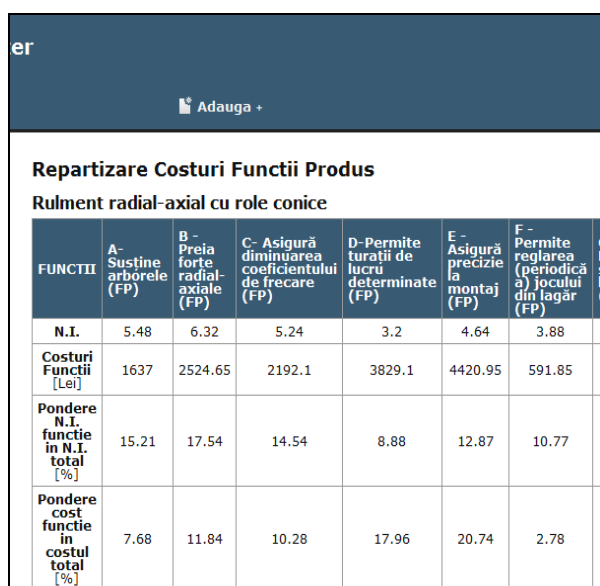 er
Adauga +
Repartizare Costuri Functii Produs
Rulment radial-axial cu role conice
FUNCTII
A-
Susține
arborele
(FP)
B -
Preia
forte
radial-
axiale
(FP)
C- Asigură
diminuarea
coeficientului
de frecare
(FP)
D-Permite
turații de
lucru
determinate
(FP)
E -
Asigură
precizie
la
montaj
(FP)
F -
Permite
reglarea
(periodică
a) jocului
din lagăr
(FP)
N.I. 5.48 6.32 5.24 3.2 4.64 3.88
Costuri
Functii
[Lei]
1637 2524.65 2192.1 3829.1 4420.95 591.85
Pondere
N.I.
functie
in N.I.
total
[%]
15.21 17.54 14.54 8.88 12.87 10.77
Pondere
cost
functie
in
costul
total
[%]
7.68 11.84 10.28 17.96 20.74 2.78